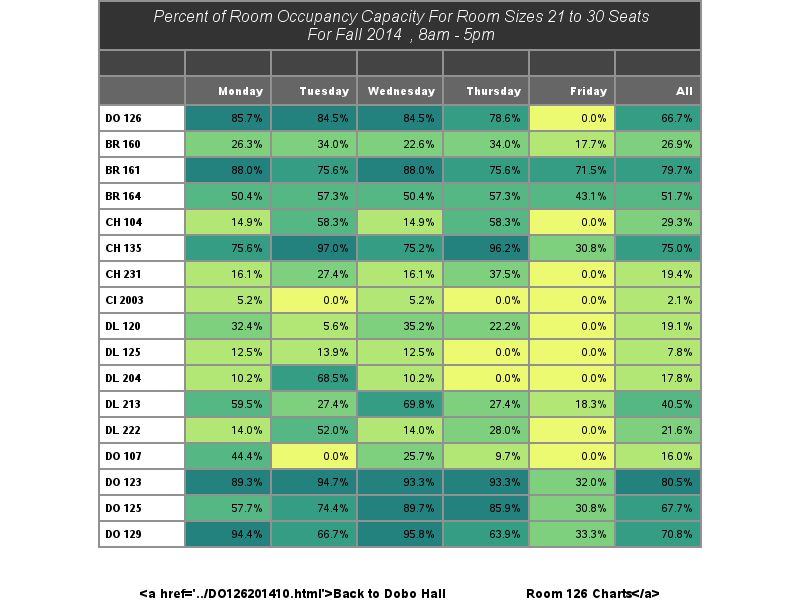 Percent of Room Occupancy Capacity For Room Sizes 21 to 30 Seats
For Fall 2014 , 8am - 5pm
Monday Tuesday Wednesday Thursday Friday All
DO 126 85.7% 84.5% 84.5% 78.6% 0.0% 66.7%
BR 160 26.3% 34.0% 22.6% 34.0% 17.7% 26.9%
BR 161 88.0% 75.6% 88.0% 75.6% 71.5% 79.7%
BR 164 50.4% 57.3% 50.4% 57.3% 43.1% 51.7%
CH 104 14.9% 58.3% 14.9% 58.3% 0.0% 29.3%
CH 135 75.6% 97.0% 75.2% 96.2% 30.8% 75.0%
CH 231 16.1% 27.4% 16.1% 37.5% 0.0% 19.4%
CI 2003 5.2% 0.0% 5.2% 0.0% 0.0% 2.1%
DL 120 32.4% 5.6% 35.2% 22.2% 0.0% 19.1%
DL 125 12.5% 13.9% 12.5% 0.0% 0.0% 7.8%
DL 204 10.2% 68.5% 10.2% 0.0% 0.0% 17.8%
DL 213 59.5% 27.4% 69.8% 27.4% 18.3% 40.5%
DL 222 14.0% 52.0% 14.0% 28.0% 0.0% 21.6%
DO 107 44.4% 0.0% 25.7% 9.7% 0.0% 16.0%
DO 123 89.3% 94.7% 93.3% 93.3% 32.0% 80.5%
DO 125 57.7% 74.4% 89.7% 85.9% 30.8% 67.7%
DO 129 94.4% 66.7% 95.8% 63.9% 33.3% 70.8%
<a href='../DO126201410.html'>Back to Dobo Hall Room 126 Charts</a>